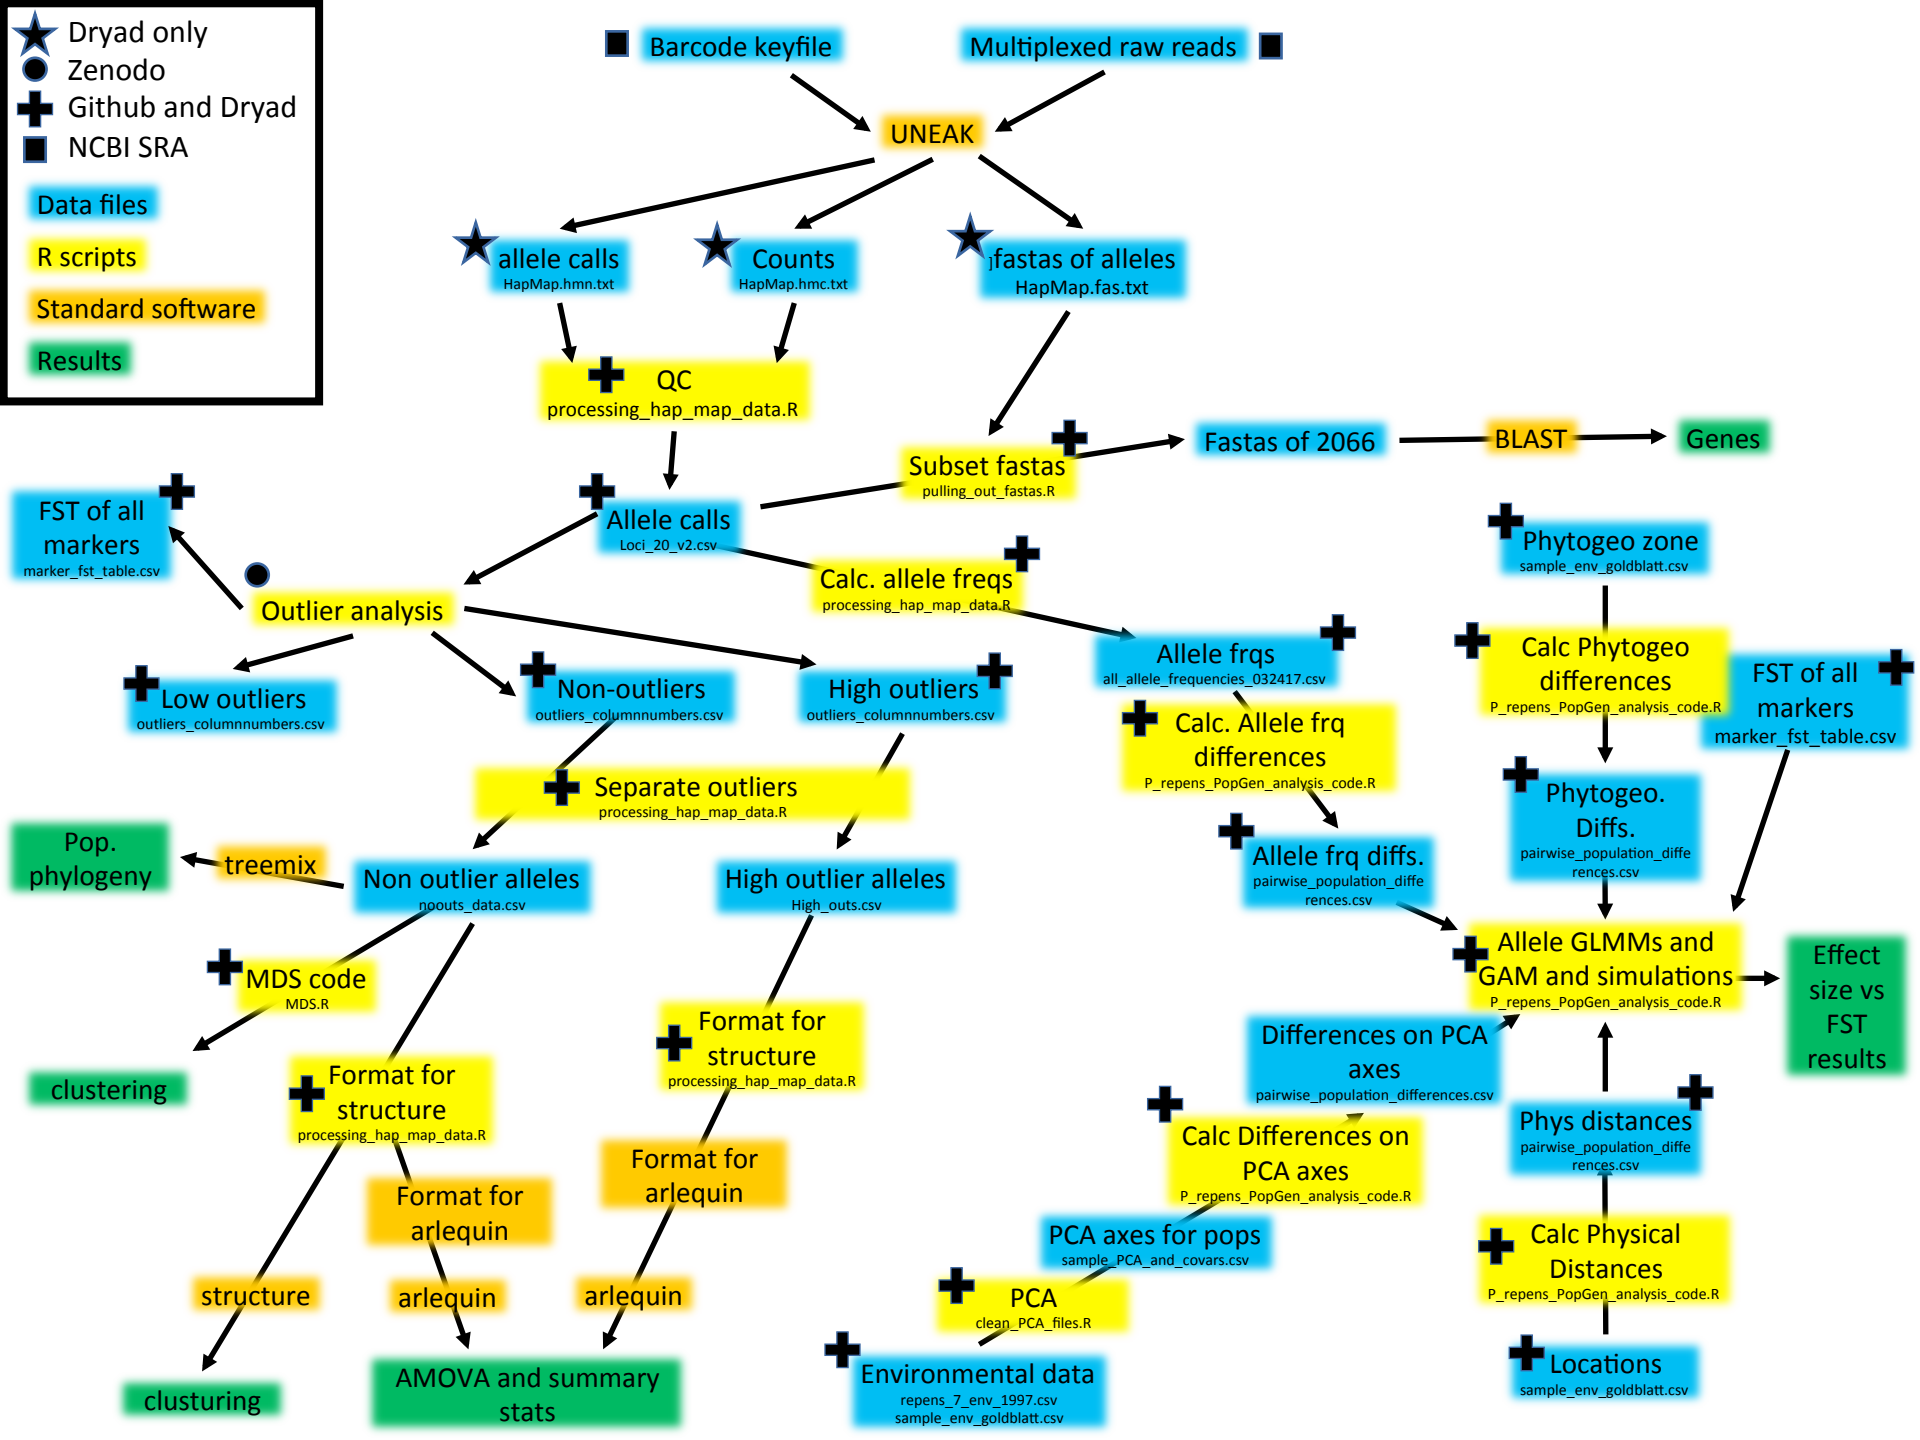 Dryad only
Zenodo
Github and Dryad
NCBI SRA
Data files
R scripts
Standard software
Results
Barcode keyfile
Multiplexed raw reads
UNEAK
allele calls
HapMap.hmn.txt
Counts
HapMap.hmc.txt
]fastas of alleles
HapMap.fas.txt
QC
processing_hap_map_data.R
Subset fastas
pulling_out_fastas.R
Fastas of 2066
BLAST
Genes
FST of all
markers
marker_fst_table.csv
Allele calls
Loci_20_v2.csv
Calc. allele freqs
processing_hap_map_data.R
Phytogeo zone
sample_env_goldblatt.csv
Outlier analysis
Low outliers
outliers_columnnumbers.csv
Non-outliers
outliers_columnnumbers.csv
High outliers
outliers_columnnumbers.csv
Allele frqs
all_allele_frequencies_032417.csv
Calc Phytogeo
differences
P_repens_PopGen_analysis_code.R
FST of all
markers
marker_fst_table.csv
Calc. Allele frq
differences
P_repens_PopGen_analysis_code.R
Separate outliers
processing_hap_map_data.R
Phytogeo.
Diffs.
pairwise_population_diffe
rences.csv
Pop.
phylogeny
treemix
Non outlier alleles
noouts_data.csv
High outlier alleles
High_outs.csv
Allele frq diffs.
pairwise_population_diffe
rences.csv
Allele GLMMs and
GAM and simulations
P_repens_PopGen_analysis_code.R
Effect
size vs
FST
results
MDS code
MDS.R
clustering
Format for
structure
processing_hap_map_data.R
Format for
structure
processing_hap_map_data.R
Differences on PCA
axes
pairwise_population_differences.csv
Calc Differences on
PCA axes
P_repens_PopGen_analysis_code.R
Phys distances
pairwise_population_diffe
rences.csv
Format for
arlequin
Format for
arlequin
PCA axes for pops
sample_PCA_and_covars.csv
Calc Physical
Distances
P_repens_PopGen_analysis_code.R
structure
arlequin
arlequin
PCA
clean_PCA_files.R
clusturing
AMOVA and summary
stats
Environmental data
repens_7_env_1997.csv
sample_env_goldblatt.csv
Locations
sample_env_goldblatt.csv